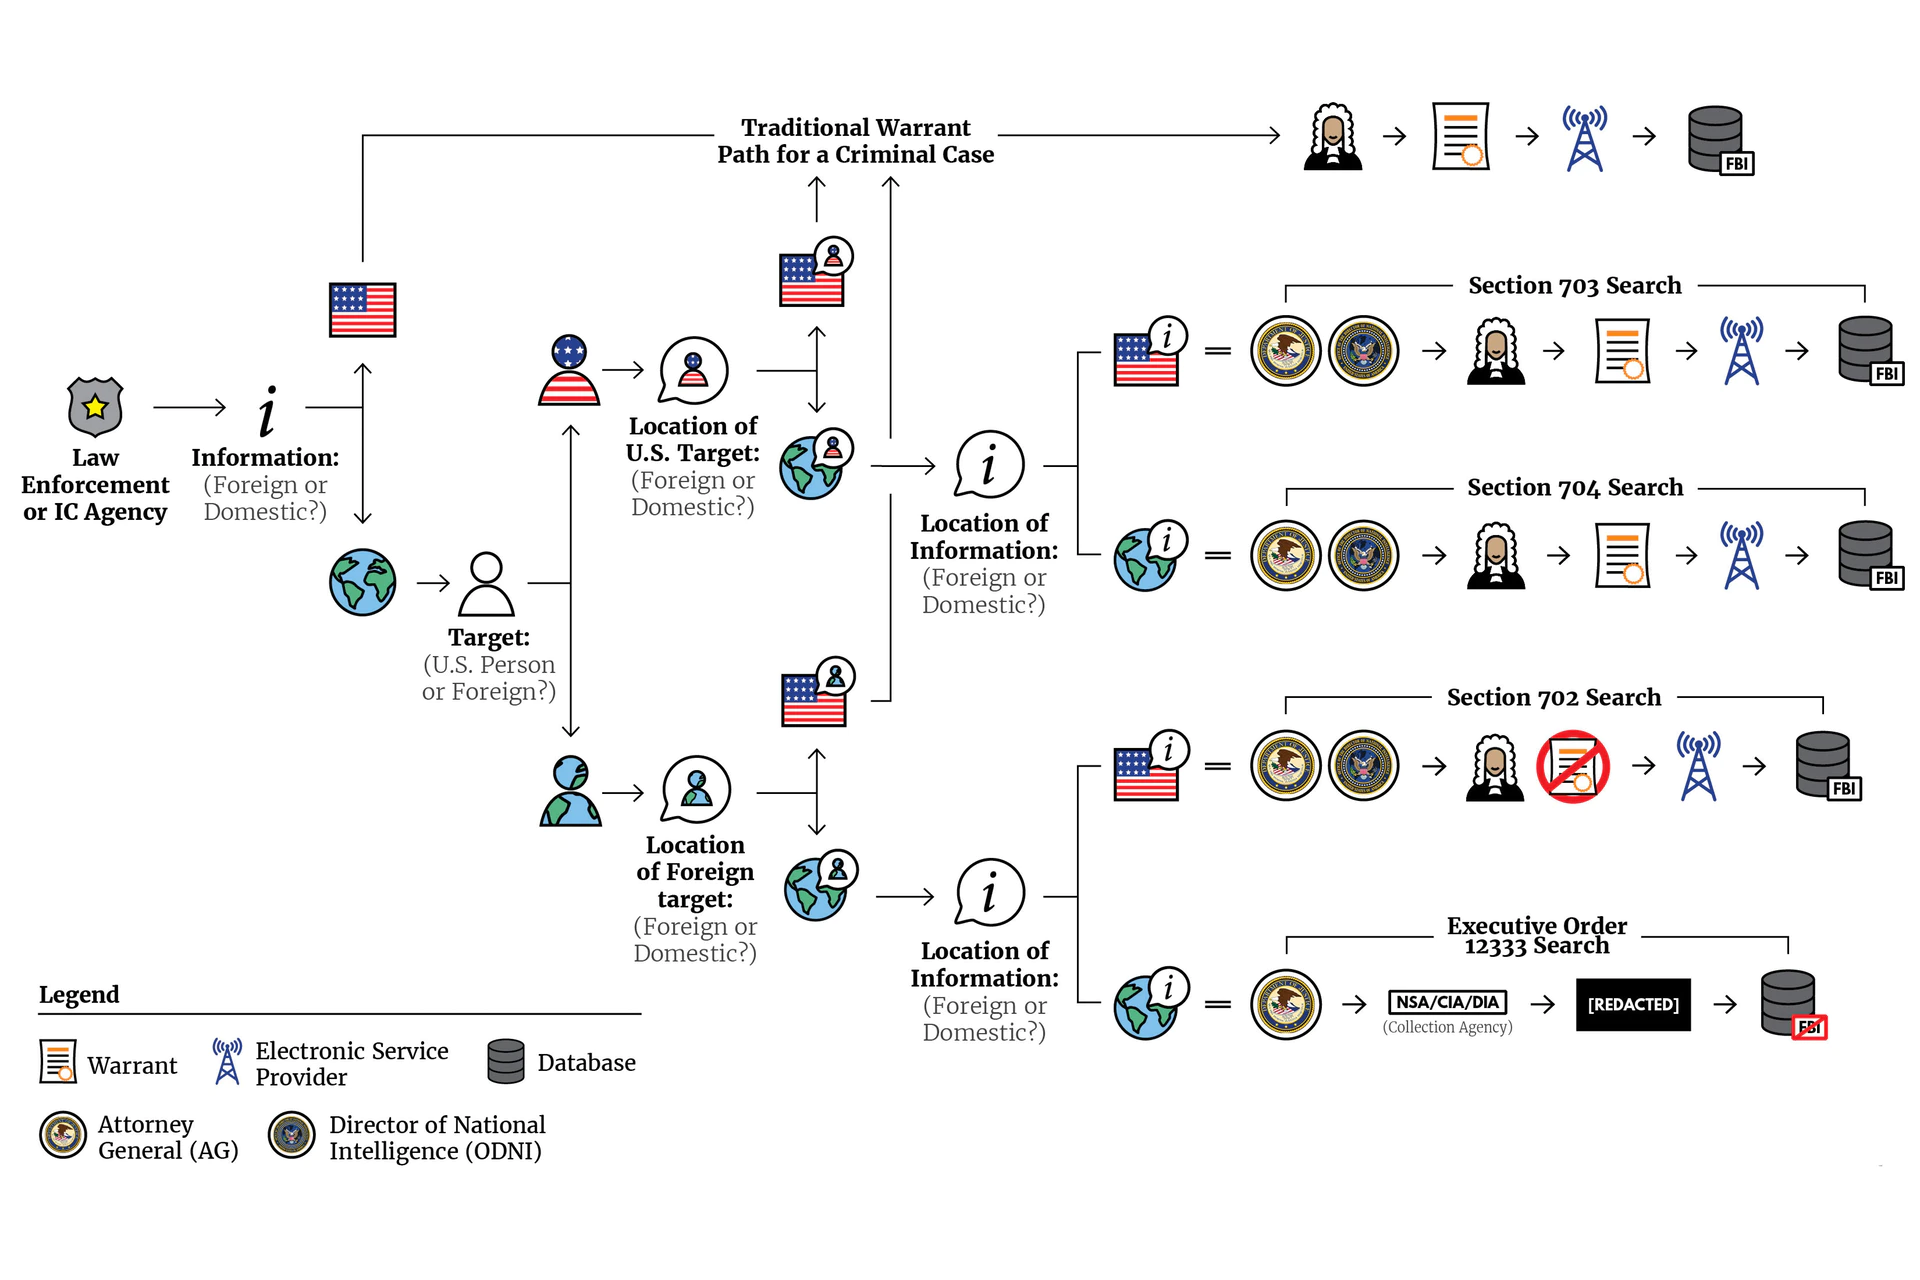 Traditional Warrant
Path for a Criminal Case
FBI
Law
Enforcement
or IC Agency
i
Information:
(Foreign or
Domestic?)
Target:
(U.S. Person
or Foreign?)
Location of
U.S. Target:
(Foreign or
Domestic?)
i
Location of
Information:
(Foreign or
Domestic?)
i
Section 703 Search
FBI
i
Section 704 Search
FBI
Location
of Foreign
target:
(Foreign or
Domestic?)
i
Location of
Information:
(Foreign or
Domestic?)
i
Section 702 Search
FBI
i
Executive Order
12333 Search
NSA/CIA/DIA
(Collection Agency)
[REDACTED]
FBI
Legend
Warrant
Electronic Service
Provider
Database
Attorney
General (AG)
Director of National
Intelligence (ODNI)